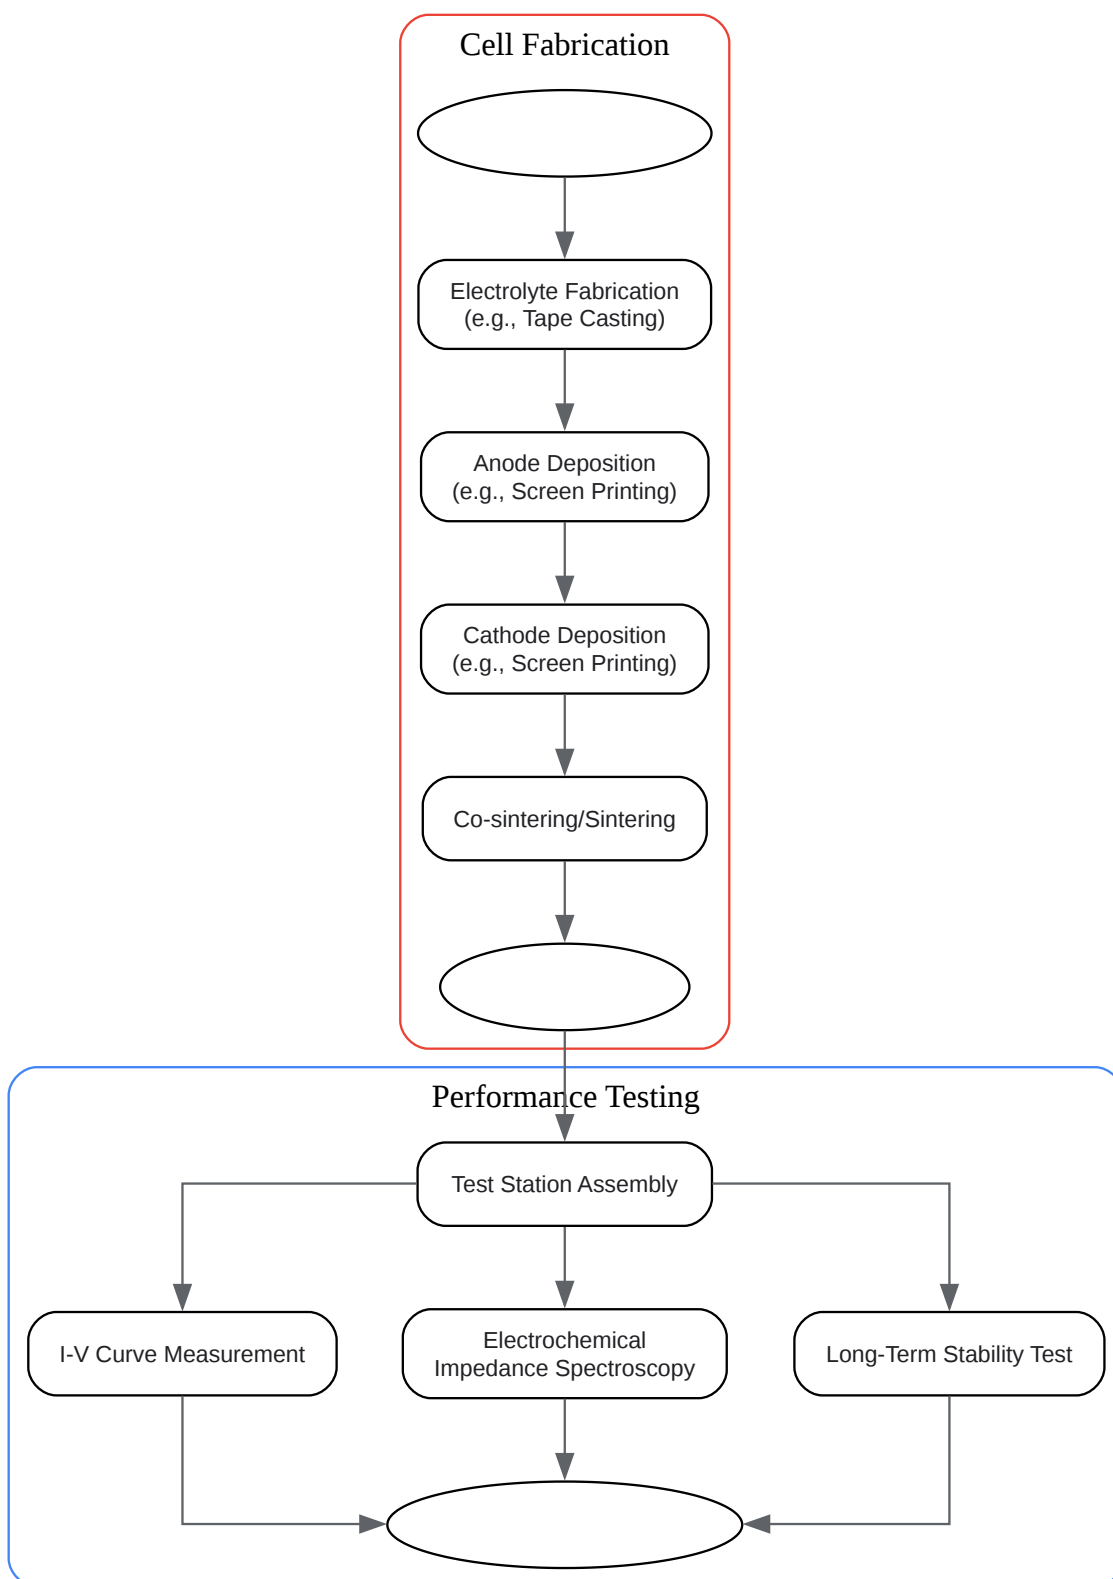 Cell Fabrication
Electrolyte Fabrication
(e.g., Tape Casting)
Anode Deposition
(e.g., Screen Printing)
Cathode Deposition
(e.g., Screen Printing)
Co-sintering/Sintering
Performance Testing
Test Station Assembly
I-V Curve Measurement
Electrochemical
Impedance Spectroscopy
Long-Term Stability Test